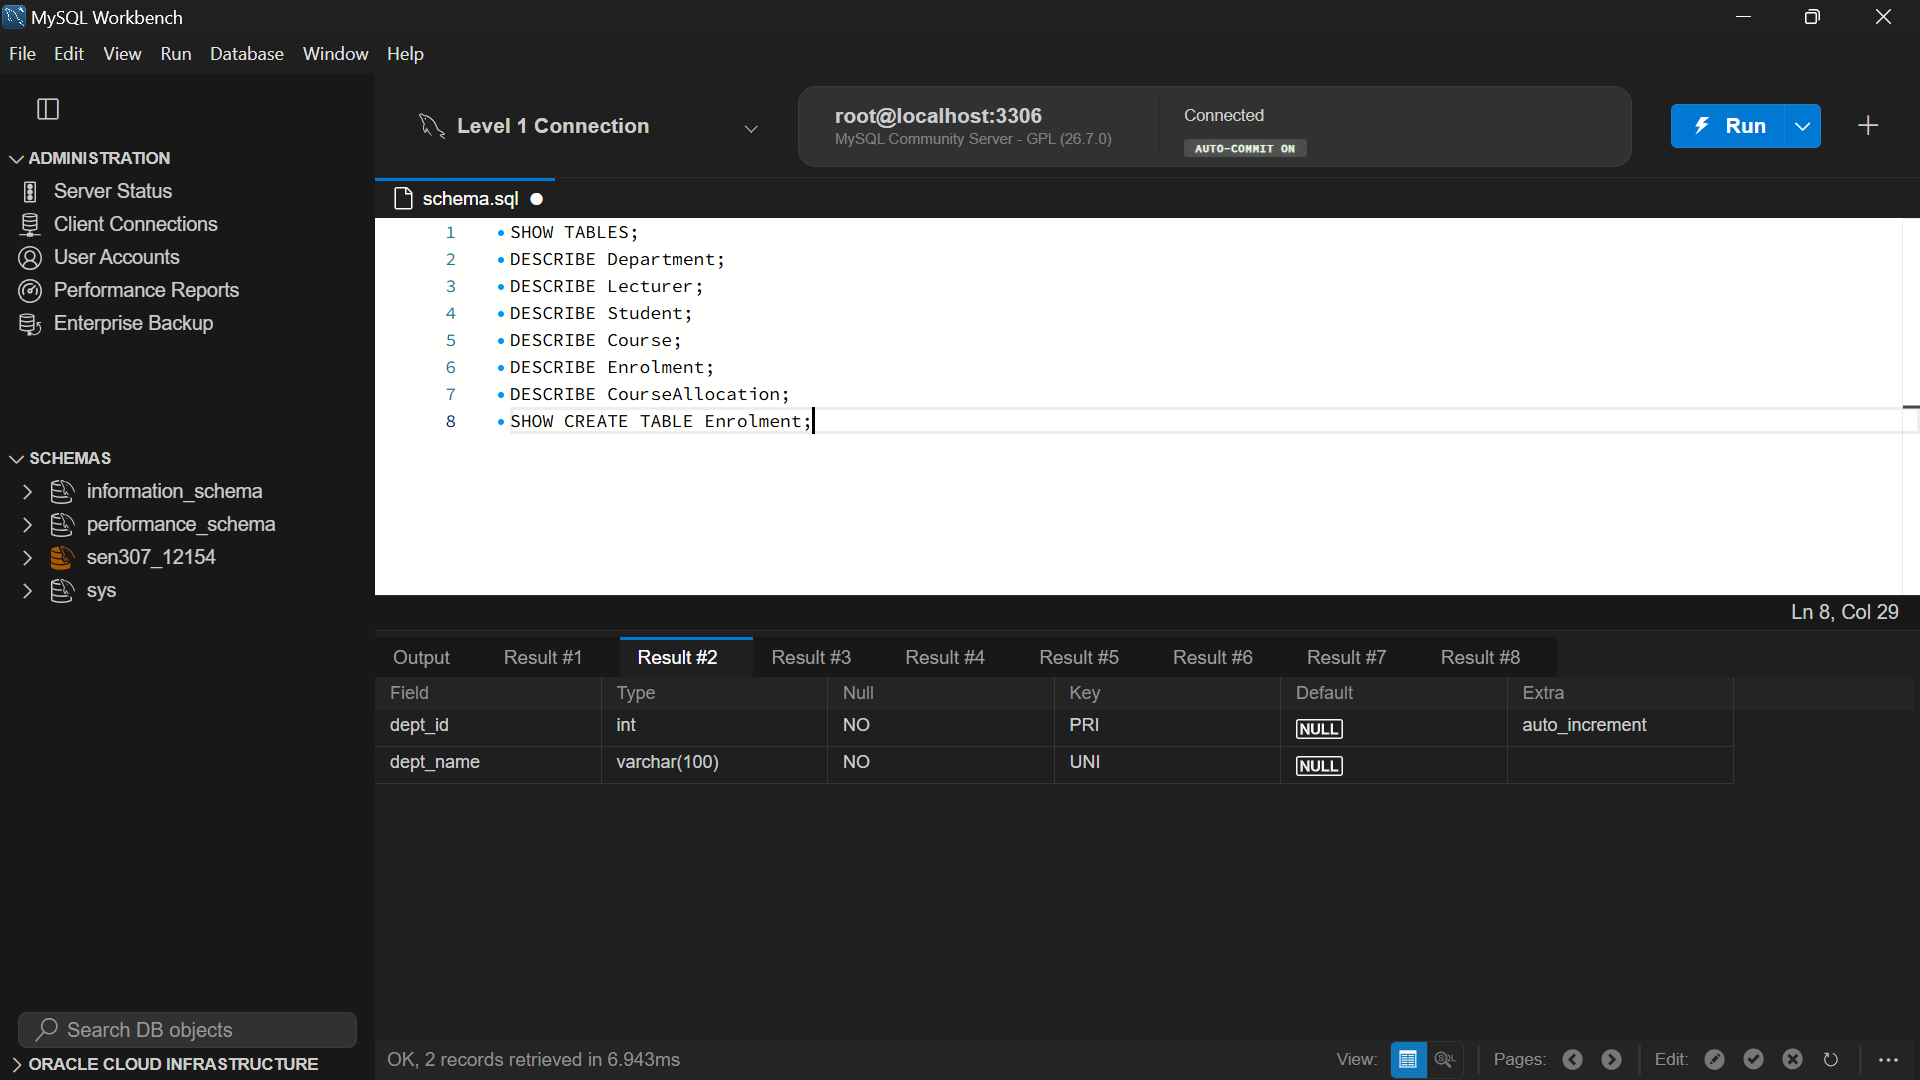 MySQL Workbench
File Edit View Run Database Window Help
ADMINISTRATION
Server Status
Client Connections
User Accounts
Performance Reports
Enterprise Backup
SCHEMAS
information_schema
performance_schema
sen307_12154
sys
Search DB objects
ORACLE CLOUD INFRASTRUCTURE
Level 1 Connection
root@localhost:3306
MySQL Community Server - GPL (26.7.0)
Connected
AUTO-COMMIT ON
Run
schema.sql
1 SHOW TABLES;
2 DESCRIBE Department;
3 DESCRIBE Lecturer;
4 DESCRIBE Student;
5 DESCRIBE Course;
6 DESCRIBE Enrolment;
7 DESCRIBE CourseAllocation;
8 SHOW CREATE TABLE Enrolment;
Ln 8, Col 29
Output Result #1 Result #2 Result #3 Result #4 Result #5 Result #6 Result #7 Result #8
Field Type Null Key Default Extra
dept_id int NO PRI NULL auto_increment
dept_name varchar(100) NO UNI NULL
OK, 2 records retrieved in 6.943ms
View: SQL Pages: Edit: